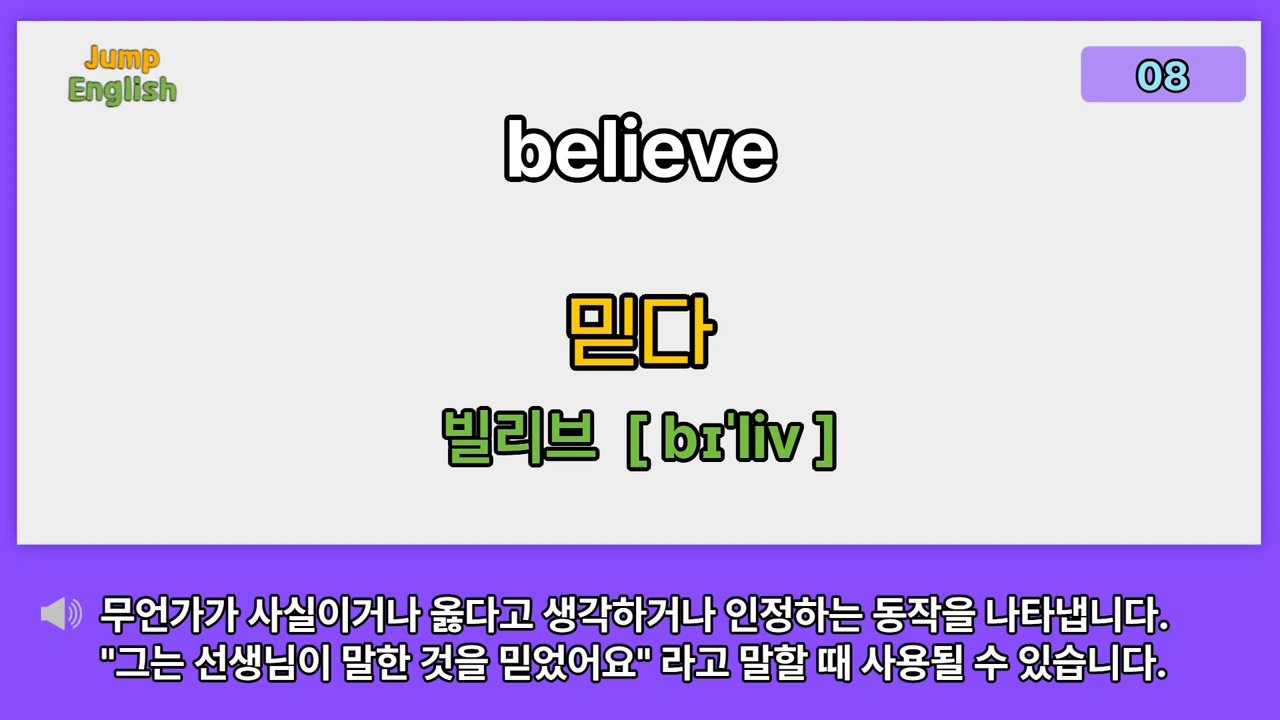 Jump
English
08
believe
믿다
빌리브 [ bɪˈliv ]
무언가가 사실이거나 옳다고 생각하거나 인정하는 동작을 나타냅니다.
"그는 선생님이 말한 것을 믿었어요" 라고 말할 때 사용될 수 있습니다.